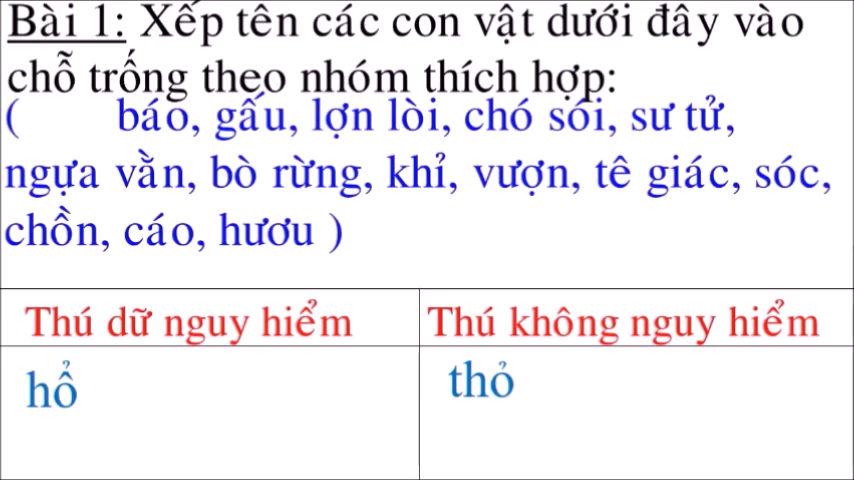 Bài 1: Xếp tên các con vật dưới đây vào
chỗ trống theo nhóm thích hợp:
( báo, gấu, lợn lòi, chó sói, sư tử,
ngựa vằn, bò rừng, khỉ, vượn, tê giác, sóc,
chồn, cáo, hươu )
Thú dữ nguy hiểm Thú không nguy hiểm
hổ thỏ